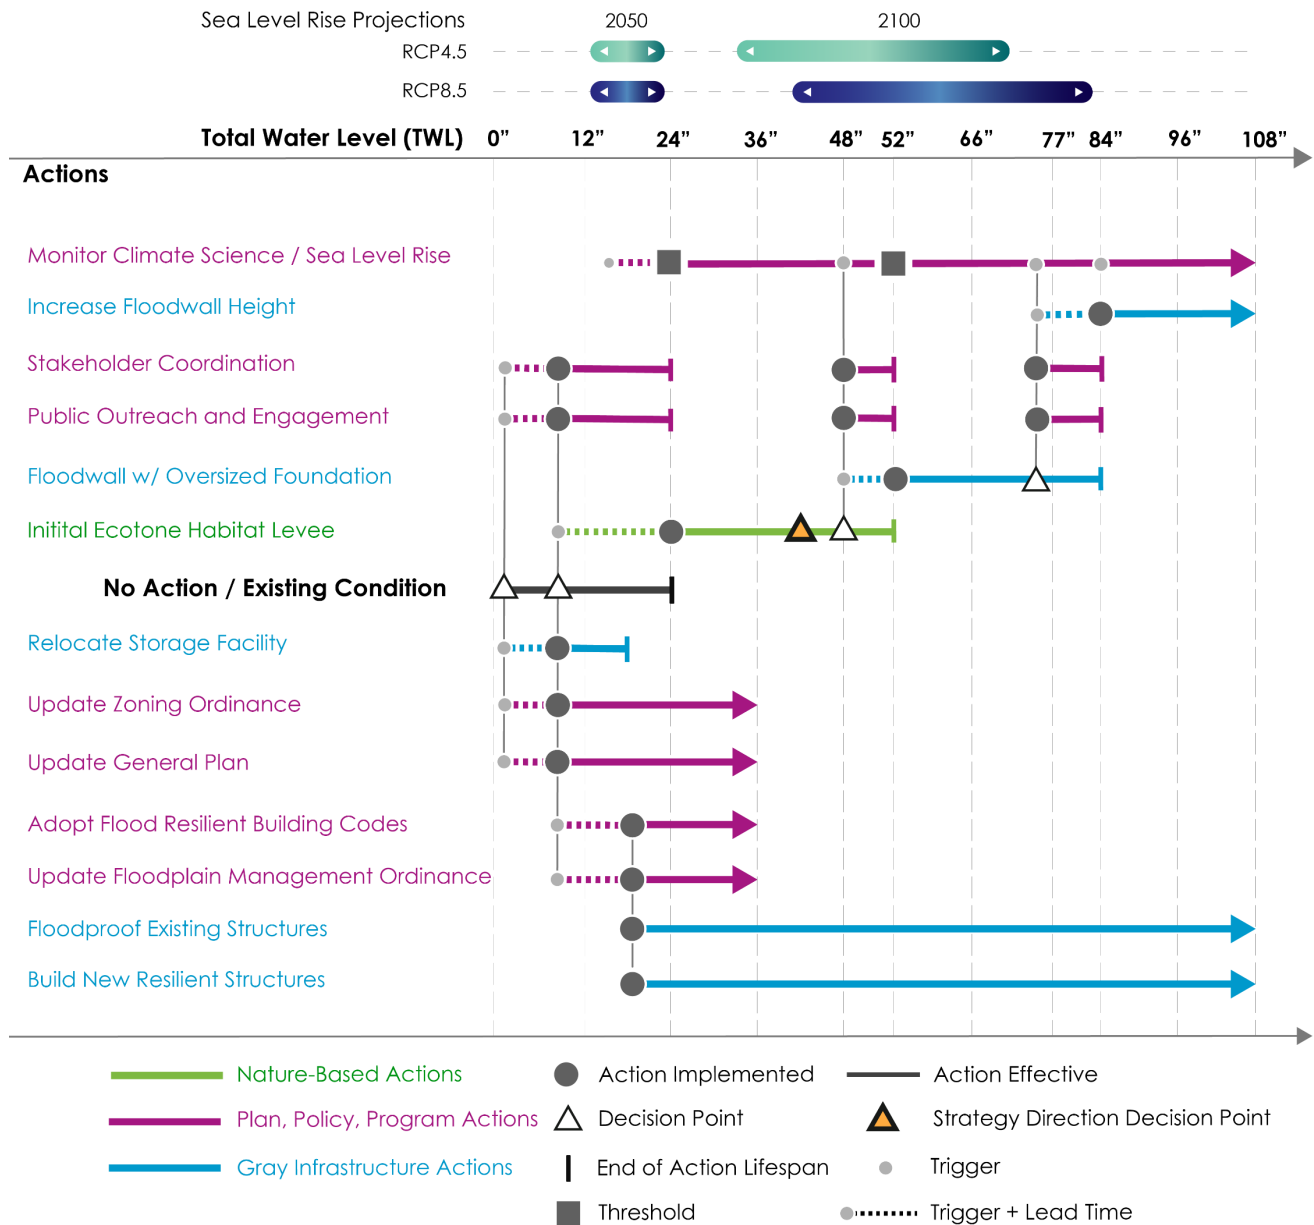 Sea Level Rise Projections 2050 2100
RCP4.5
RCP8.5
Total Water Level (TWL) 0” 12” 24” 36” 48” 52” 66” 77” 84” 96” 108”
Actions
Monitor Climate Science / Sea Level Rise
Increase Floodwall Height
Stakeholder Coordination
Public Outreach and Engagement
Floodwall w/ Oversized Foundation
Initital Ecotone Habitat Levee
No Action / Existing Condition
Relocate Storage Facility
Update Zoning Ordinance
Update General Plan
Adopt Flood Resilient Building Codes
Update Floodplain Management Ordinance
Floodproof Existing Structures
Build New Resilient Structures
Nature-Based Actions Action Implemented Action Effective
Plan, Policy, Program Actions Decision Point Strategy Direction Decision Point
Gray Infrastructure Actions End of Action Lifespan Trigger
Threshold Trigger + Lead Time